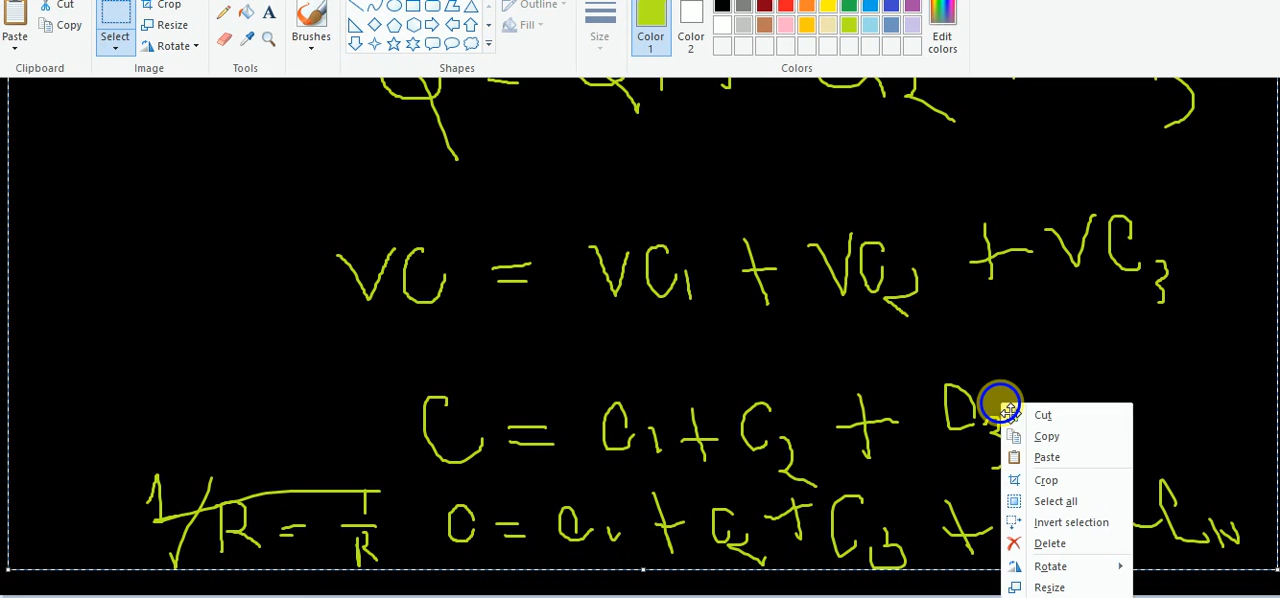 Cut
Crop
Outline
Paste
Copy
Resize
Select
Rotate
Brushes
Fill
Size
Color 1
Color 2
Edit colors
Clipboard
Image
Tools
Shapes
Colors
VC = VC1 + VC2 + VC3
C = C1 + C2 +
1/R = 1/R C = C1 + C2 + C3 + CN
Cut
Copy
Paste
Crop
Select all
Invert selection
Delete
Rotate
Resize